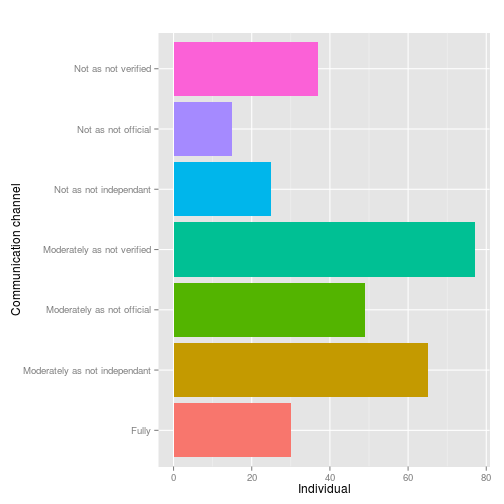 Not as not verified
Not as not official
Not as not independant
Moderately as not verified
Moderately as not official
Moderately as not independant
Fully
Communication channel
0 20 40 60 80
Individual